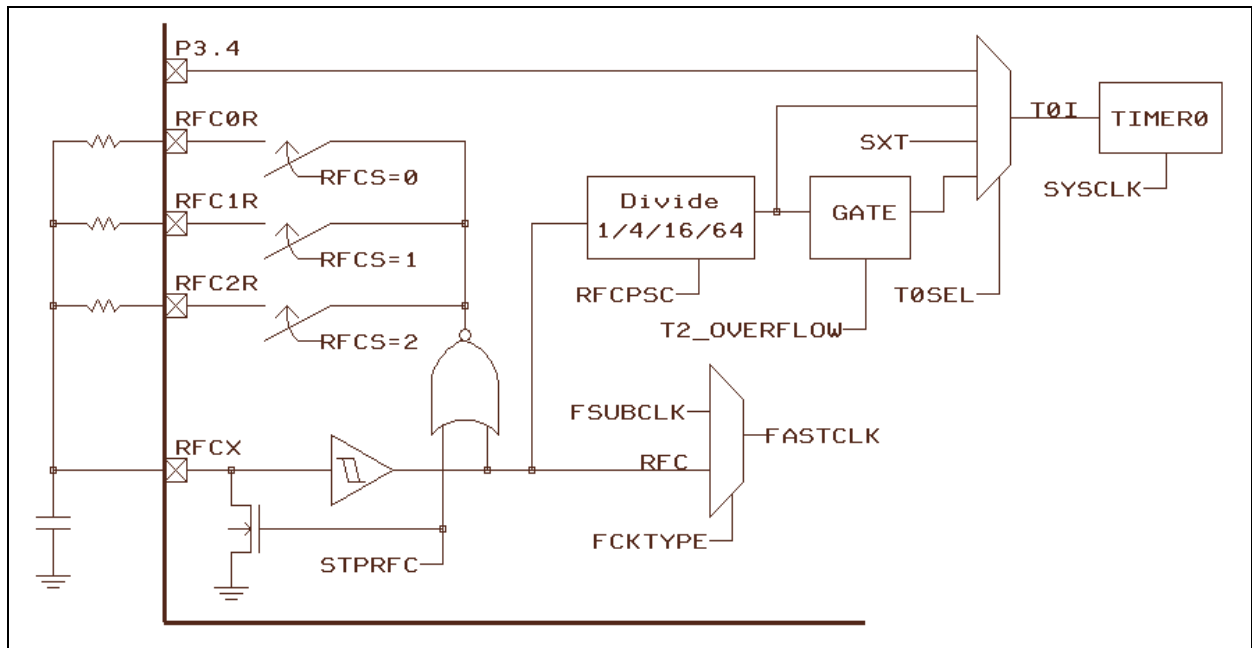 P3.4
RFC0R
RFCS=0
RFC1R
RFCS=1
RFC2R
RFCS=2
RFCX
STPRFC
Divide
1/4/16/64
RFCPSC
GATE
T2_OVERFLOW
SXT
T0SEL
T0I
TIMER0
SYSCLK
FSUBCLK
RFC
FASTCLK
FCKTYPE